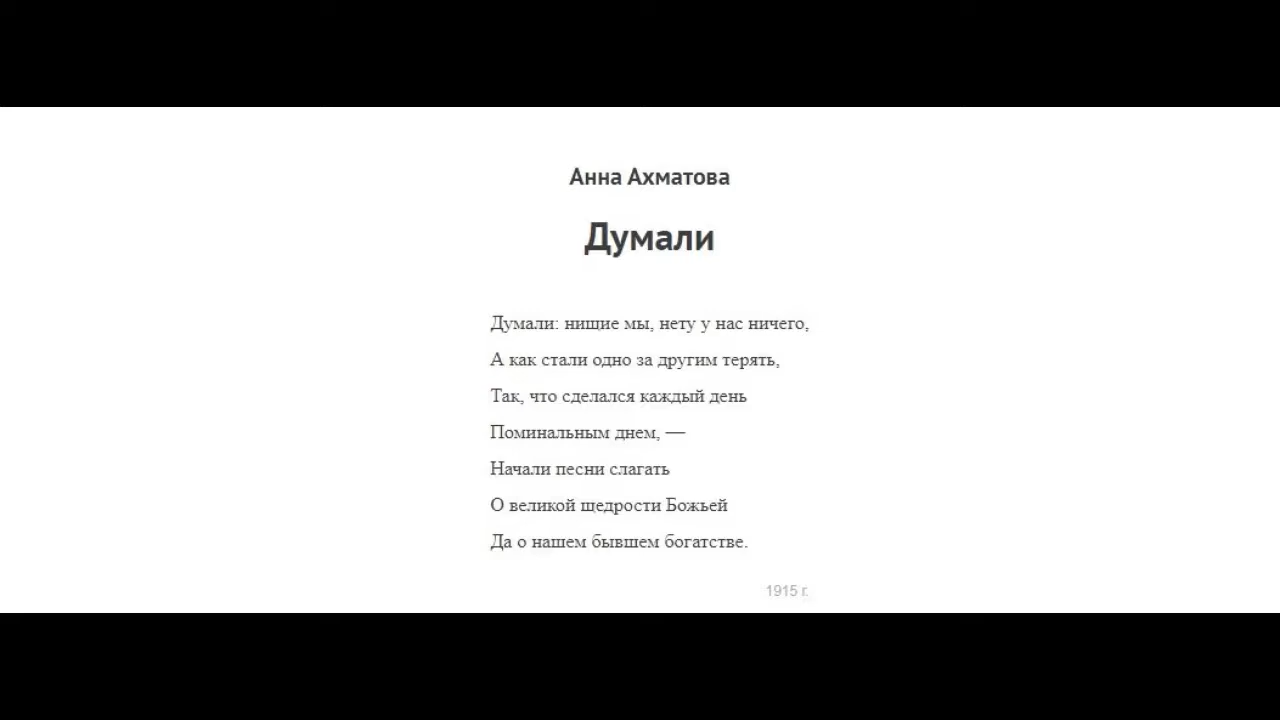 Анна Ахматова
Думали
Думали: нищие мы, нету у нас ничего,
А как стали одно за другим терять,
Так, что сделался каждый день
Поминальным днем, —
Начали песни слагать
О великой щедрости Божьей
Да о нашем бывшем богатстве.
1915 г.